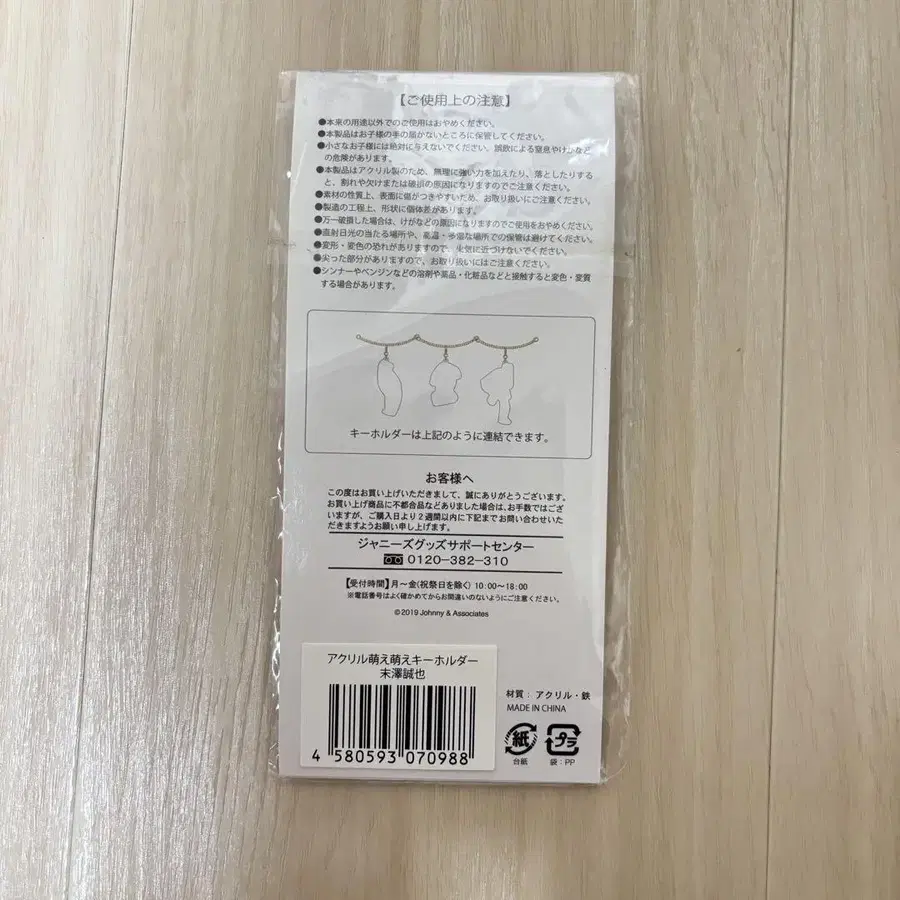 【ご使用上の注意】
●本来の用途以外でのご使用はおやめください。
●本製品はお子様の手の届かないところに保管してください。
●小さなお子様には絶対に与えないでください。誤飲による窒息やけがなど
の危険があります。
●本製品はアクリル製のため、無理に強い力を加えたり、落としたりする
と、割れや欠けまたは破損の原因になりますのでご注意ください。
●素材の性質上、表面に傷がつきやすいため、お取り扱いにご注意ください。
●製造の工程上、形状に個体差があります。
●万一破損した場合は、けがなどの原因になりますのでご使用をおやめください。
●直射日光の当たる場所や、高温・多湿な場所での保管は避けてください。
●変形・変色の恐れがありますので、火気に近づけないでください。
●尖った部分がありますので、お取り扱いにはご注意ください。
●シンナーやベンジンなどの溶剤や薬品・化粧品などと接触すると変色・変質
する場合があります。
キーホルダーは上記のように連結できます。
お客様へ
この度はお買い上げいただきまして、誠にありがとうございます。
お買い上げ商品に不都合品などありました場合は、お手数ではござ
いますが、ご購入日より2週間以内に下記までお問い合わせいた
だきますようお願い申し上げます。
ジャニーズグッズサポートセンター
0120-382-310
【受付時間】月〜金(祝祭日を除く) 10:00〜18:00
※電話番号はよく確かめてからお間違いのないようにご注意ください。
©2019 Johnny & Associates
アクリル萌え萌えキーホルダー
末澤誠也
4 580593 070988
材質：アクリル・鉄
MADE IN CHINA
紙 プラ
台紙 袋：PP